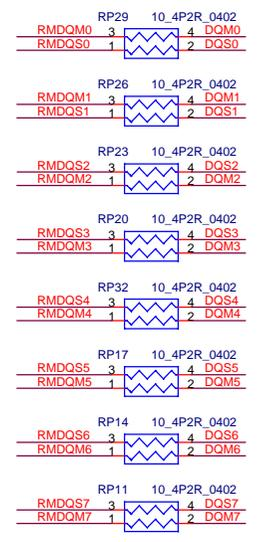 RP29 10_4P2R_0402
RMDQM0 3 4 DQM0
RMDQS0 1 2 DQS0
RP26 10_4P2R_0402
RMDQM1 3 4 DQM1
RMDQS1 1 2 DQS1
RP23 10_4P2R_0402
RMDQS2 3 4 DQS2
RMDQM2 1 2 DQM2
RP20 10_4P2R_0402
RMDQS3 3 4 DQS3
RMDQM3 1 2 DQM3
RP32 10_4P2R_0402
RMDQS4 3 4 DQS4
RMDQM4 1 2 DQM4
RP17 10_4P2R_0402
RMDQS5 3 4 DQS5
RMDQM5 1 2 DQM5
RP14 10_4P2R_0402
RMDQS6 3 4 DQS6
RMDQM6 1 2 DQM6
RP11 10_4P2R_0402
RMDQS7 3 4 DQS7
RMDQM7 1 2 DQM7